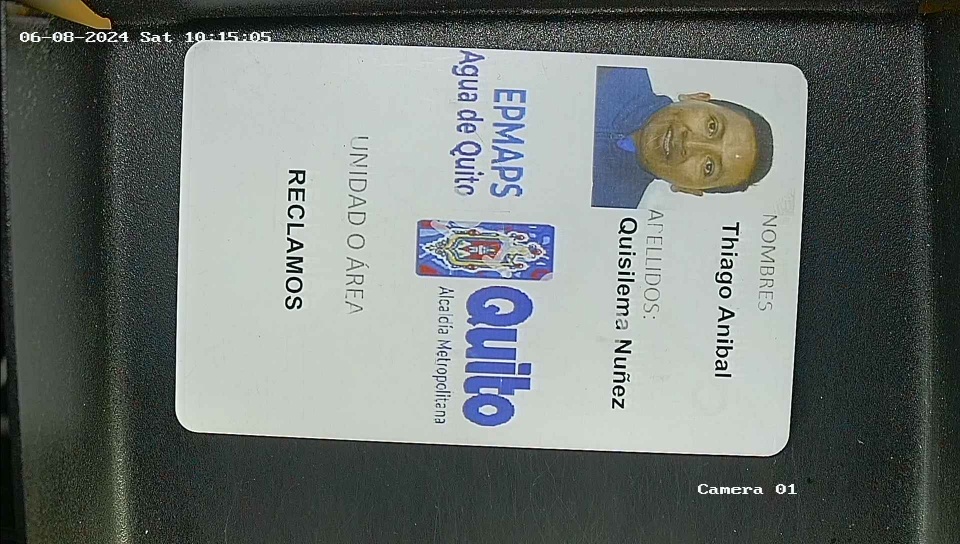 06-08-2024 Sat 10:15:05
NOMBRES
Thiago Anibal
APELLIDOS:
Quisilema Nuñez
EPMAPS
Agua de Quito
Quito
Alcaldía Metropolitana
UNIDAD O ÁREA
RECLAMOS
Camera 01